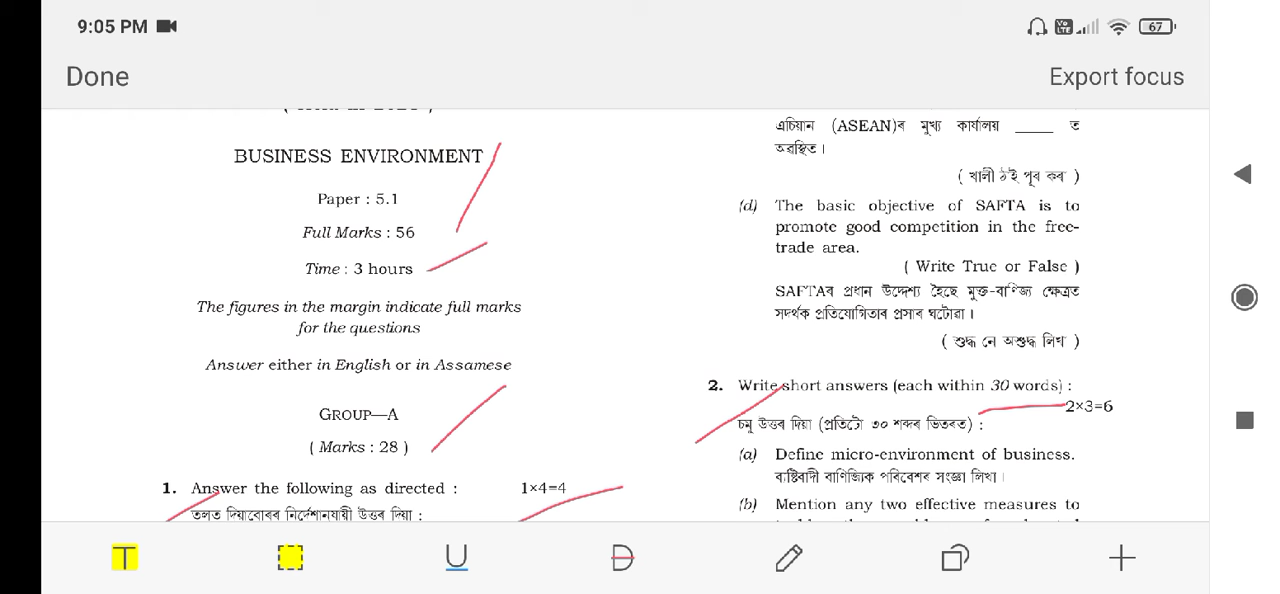 9:05 PM
67
Done
Export focus
BUSINESS ENVIRONMENT
Paper : 5.1
Full Marks : 56
Time : 3 hours
The figures in the margin indicate full marks
for the questions
Answer either in English or in Assamese
GROUP—A
( Marks : 28 )
1. Answer the following as directed : 1×4=4
তলত দিয়াবোৰৰ নিৰ্দেশানযায়ী উত্তৰ দিয়া :
এচিয়ান (ASEAN)ৰ মুখ্য কাৰ্যালয় ____ ত
অৱস্থিত।
( খালী ঠাই পূৰ কৰা )
(d) The basic objective of SAFTA is to
promote good competition in the free-
trade area.
( Write True or False )
SAFTAৰ প্ৰধান উদ্দেশ্য হৈছে মুক্ত-বাণিজ্য ক্ষেত্ৰত
সদৰ্থক প্ৰতিযোগিতাৰ প্ৰসাৰ ঘটোৱা।
( শুদ্ধ নে অশুদ্ধ লিখা )
2. Write short answers (each within 30 words) :
2×3=6
চমু উত্তৰ দিয়া (প্ৰতিটো ৩০ শব্দৰ ভিতৰত) :
(a) Define micro-environment of business.
ব্যষ্টিবাদী বাণিজ্যিক পৰিবেশৰ সংজ্ঞা লিখা।
(b) Mention any two effective measures to
T
U
D